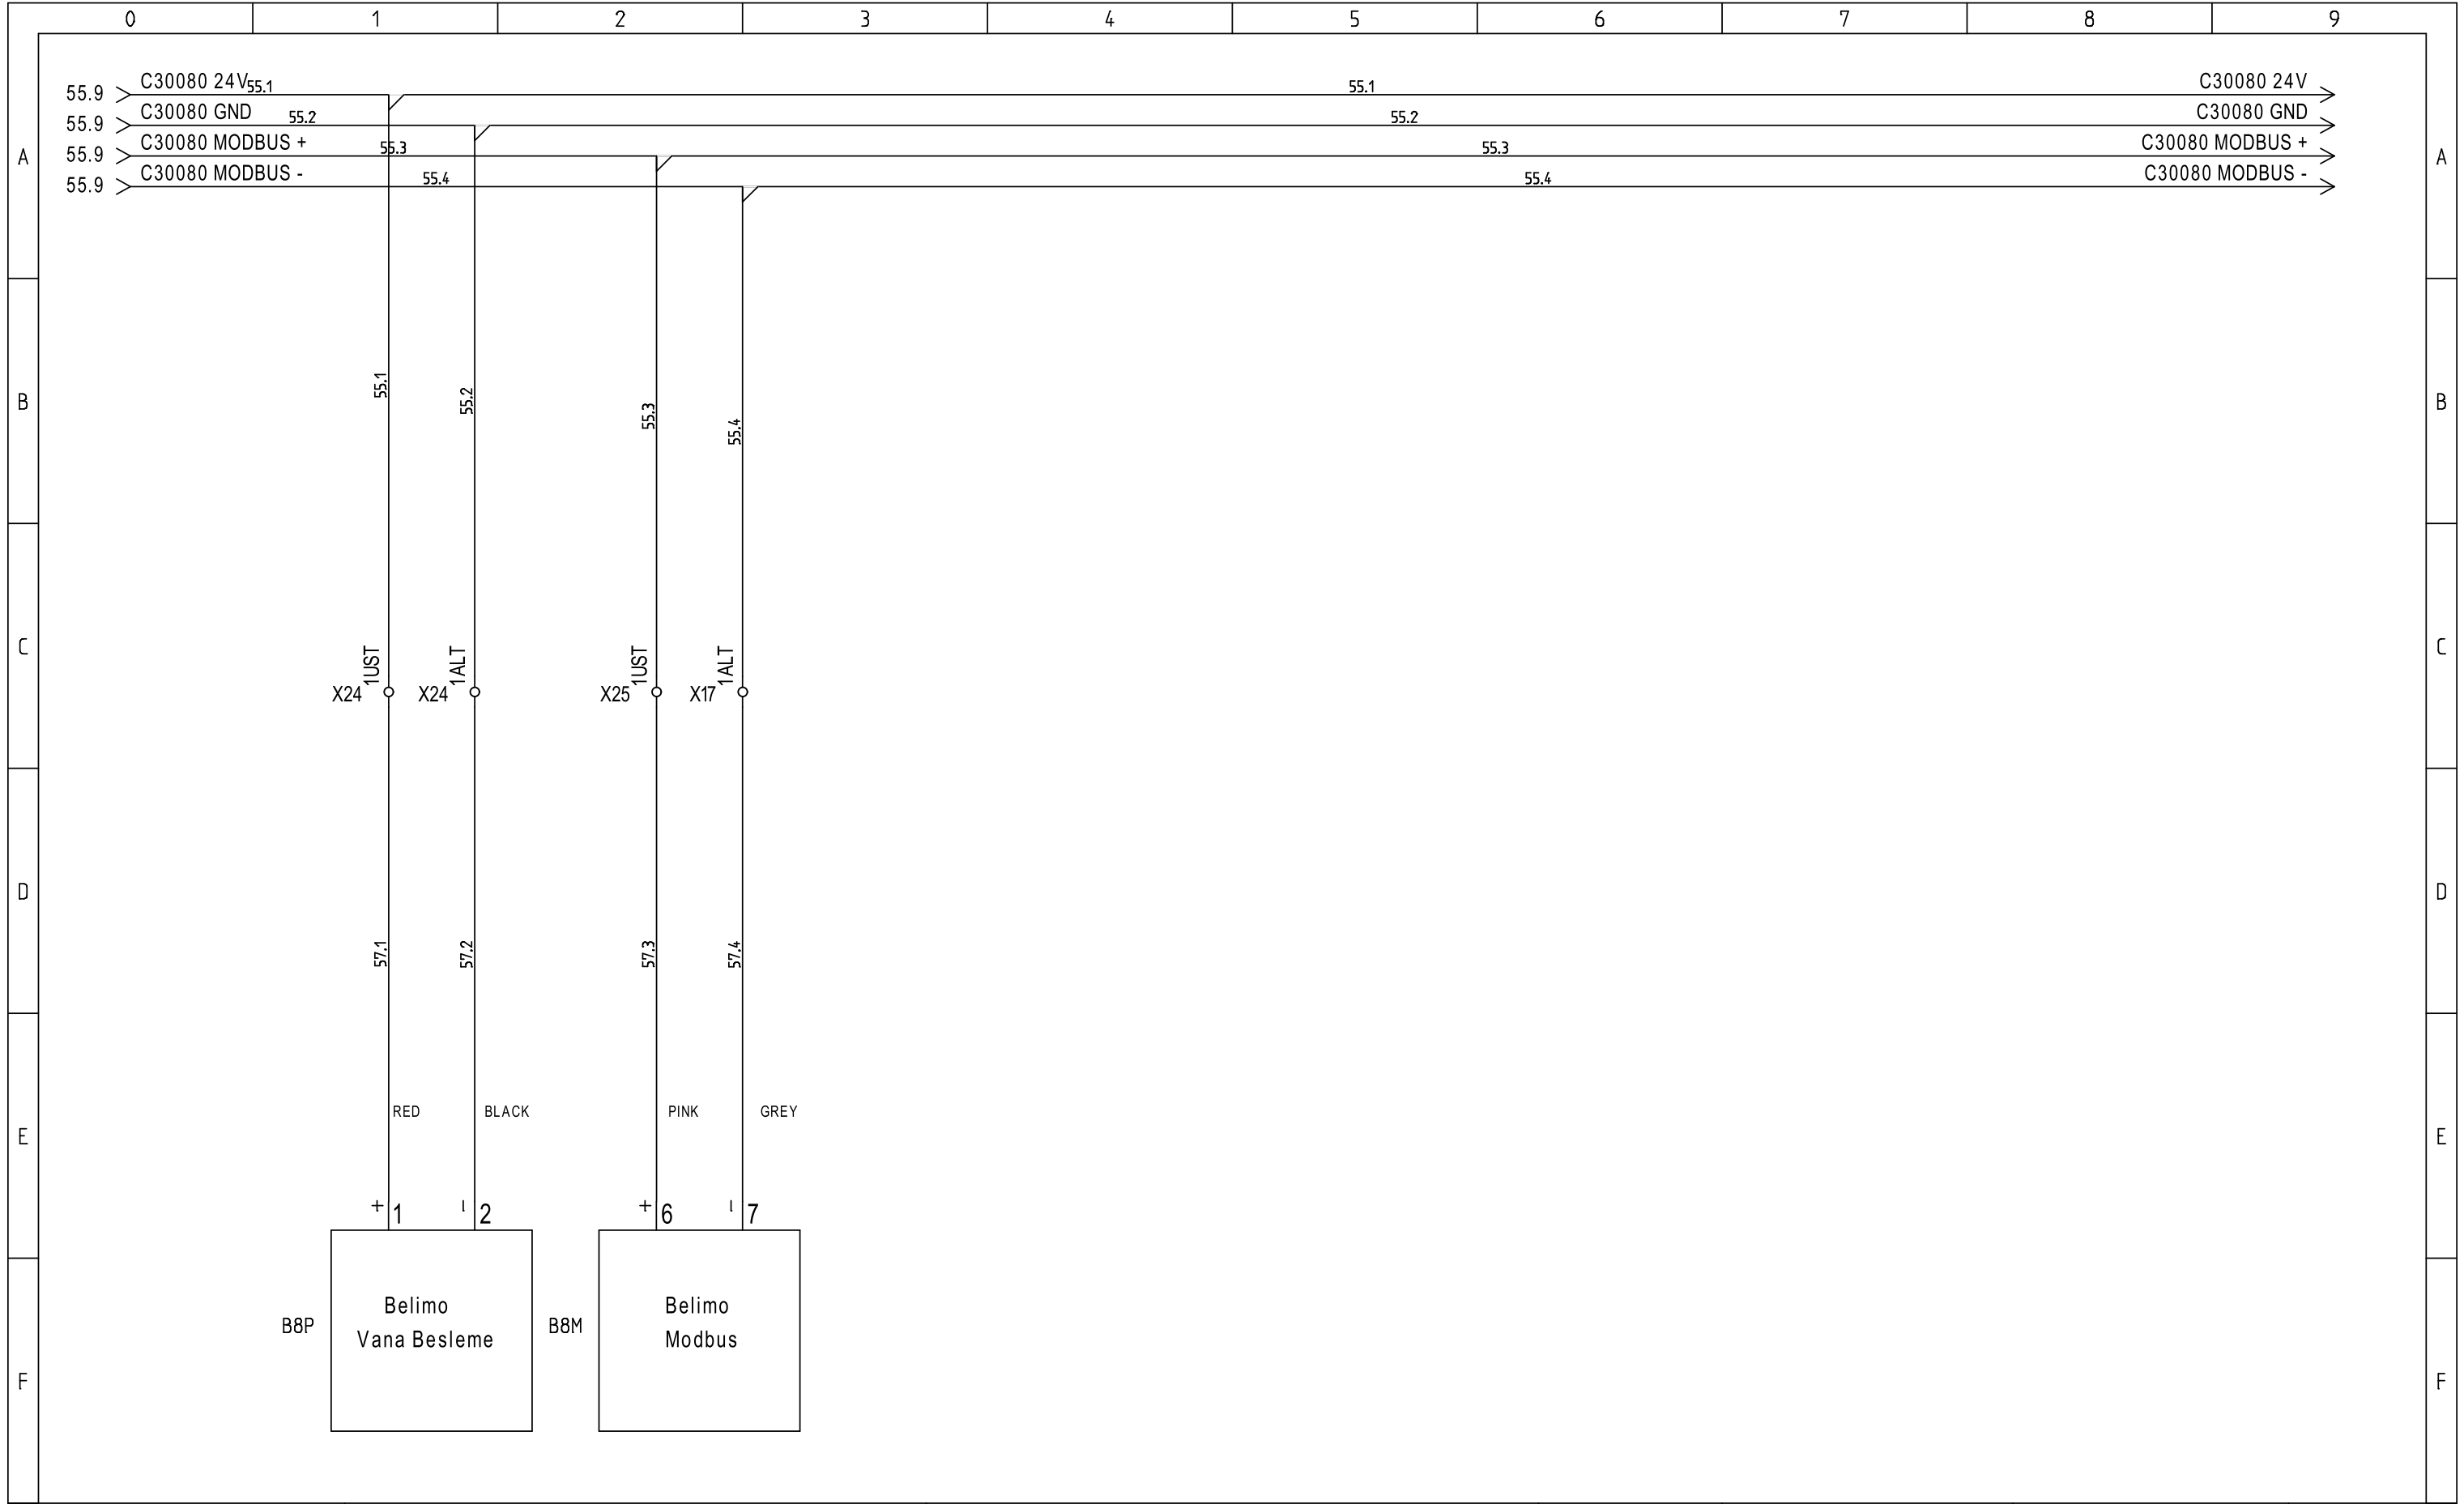 0 1 2 3 4 5 6 7 8 9
55.9 C30080 24V 55.1 55.1 C30080 24V
55.9 C30080 GND 55.2 55.2 C30080 GND
A 55.9 C30080 MODBUS + 55.3 55.3 C30080 MODBUS + A
55.9 C30080 MODBUS - 55.4 55.4 C30080 MODBUS -
B 55.1 55.2 55.3 55.4 B
C 1UST 1ALT 1UST 1ALT C
X24 X24 X25 X17
D D
57.1 57.2 57.3 57.4
RED BLACK PINK GREY
E E
+ 1 - 2 + 6 - 7
Belimo Belimo
B8P Vana Besleme B8M Modbus
F F